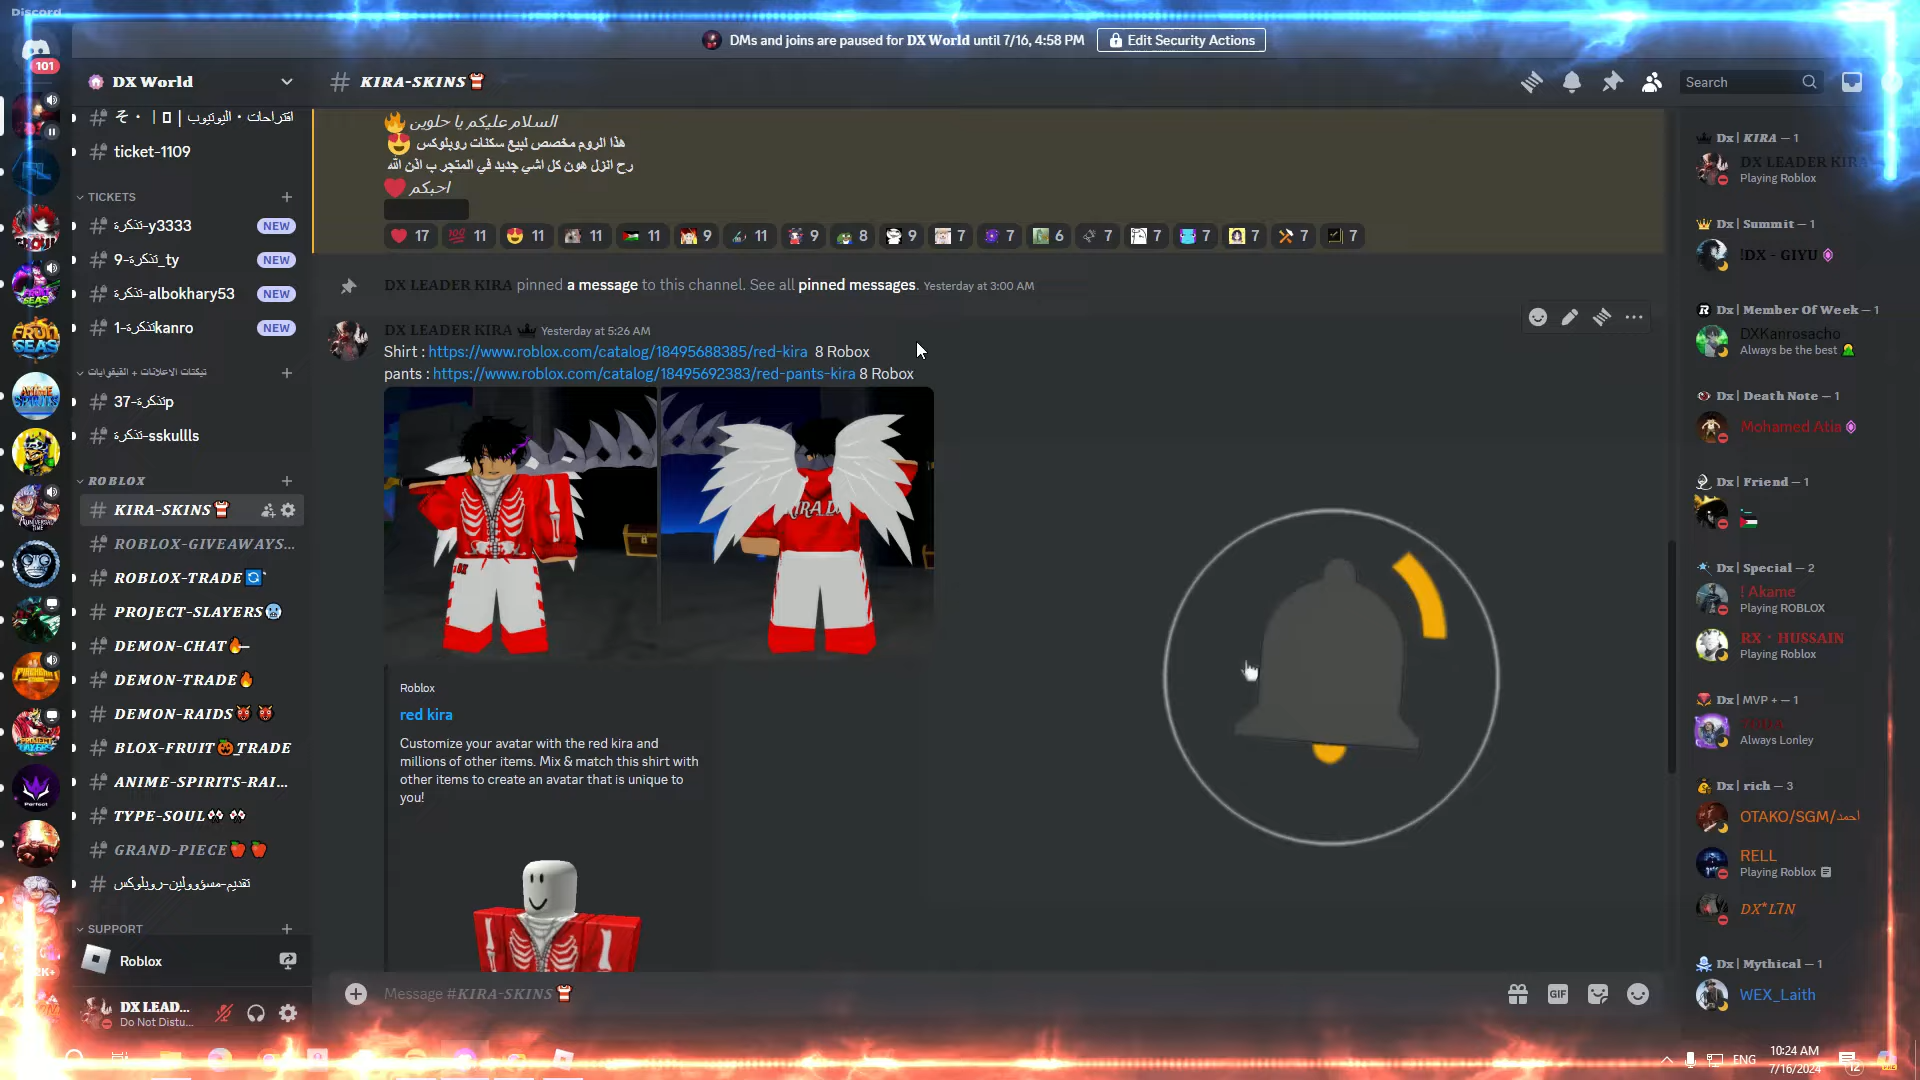 Discord
DMs and joins are paused for DX World until 7/16, 4:58 PM
Edit Security Actions
101
DX World
اقتراحات・اليوتيوب
ticket-1109
TICKETS
تذكرة-y3333
NEW
تذكرة-9_ty
NEW
تذكرة-albokhary53
NEW
تذكرة-1kanro
NEW
تيكتات الاعلانات + القيفوايات
تذكرة-37p
تذكرة-sskullls
ROBLOX
KIRA-SKINS
ROBLOX-GIVEAWAYS...
ROBLOX-TRADE
PROJECT-SLAYERS🥶
DEMON-CHAT🔥
DEMON-TRADE🔥
DEMON-RAIDS👹 👹
BLOX-FRUIT🎃_TRADE
ANIME-SPIRITS-RAI...
TYPE-SOUL
GRAND-PIECE🍎 🍎
تقديم-مسؤوولين-روبلوكس
SUPPORT
Roblox
DX LEAD...
Do Not Distu...
KIRA-SKINS
Search
🔥 السلام عليكم يا حلوين
😍 هذا الروم مخصص لبيع سكنات روبلوكس
رح انزل هون كل اشي جديد في المتجر ب اذن الله
❤️ احبكم
17 11 11 11 11 9 11 9 8 9 7 7 6 7 7 7 7 7 7
DX LEADER KIRA pinned a message to this channel. See all pinned messages. Yesterday at 3:00 AM
DX LEADER KIRA Yesterday at 5:26 AM
Shirt : https://www.roblox.com/catalog/18495688385/red-kira 8 Robox
pants : https://www.roblox.com/catalog/18495692383/red-pants-kira 8 Robox
Roblox
red kira
Customize your avatar with the red kira and
millions of other items. Mix & match this shirt with
other items to create an avatar that is unique to
you!
Message #KIRA-SKINS
GIF
Dx | KIRA — 1
DX LEADER KIRA
Playing Roblox
Dx | Summit — 1
!DX - GIYU
Dx | Member Of Week — 1
DXKanrosacho
Always be the best
Dx | Death Note — 1
Mohamed Atia
Dx | Friend — 1
Dx | Special — 2
! Akame
Playing ROBLOX
RX・HUSSAIN
Playing Roblox
Dx | MVP + — 1
Always Lonley
Dx | rich — 3
OTAKO/SGM/احمد
RELL
Playing Roblox
DX*L7N
Dx | Mythical — 1
WEX_Laith
ENG
10:24 AM
7/16/2024
12